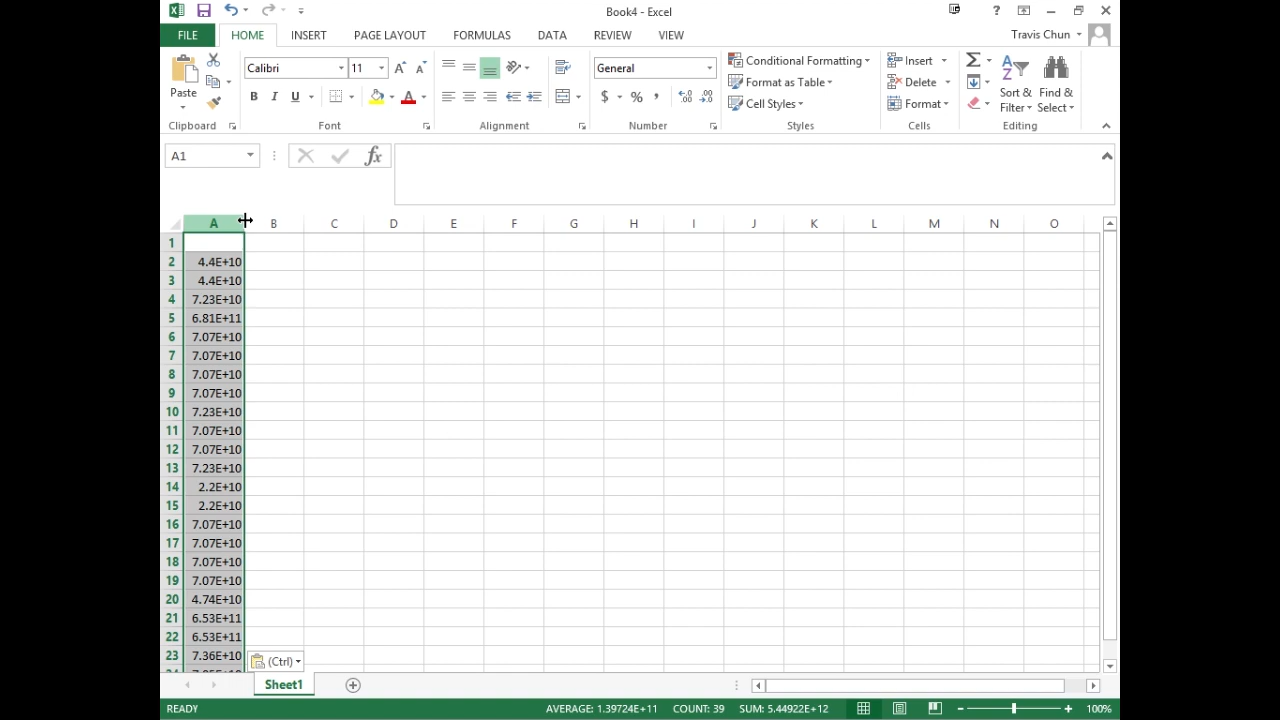 Book4 - Excel
?
FILE HOME INSERT PAGE LAYOUT FORMULAS DATA REVIEW VIEW
Travis Chun
Paste
Calibri 11
B I U A
General
$ % ,
Conditional Formatting
Format as Table
Cell Styles
Insert
Delete
Format
Sort & Filter
Find & Select
Clipboard Font Alignment Number Styles Cells Editing
A1 fx
A B C D E F G H I J K L M N O
1
2 4.4E+10
3 4.4E+10
4 7.23E+10
5 6.81E+11
6 7.07E+10
7 7.07E+10
8 7.07E+10
9 7.07E+10
10 7.23E+10
11 7.07E+10
12 7.07E+10
13 7.23E+10
14 2.2E+10
15 2.2E+10
16 7.07E+10
17 7.07E+10
18 7.07E+10
19 7.07E+10
20 4.74E+10
21 6.53E+11
22 6.53E+11
23 7.36E+10
(Ctrl)
Sheet1
READY AVERAGE: 1.39724E+11 COUNT: 39 SUM: 5.44922E+12 100%